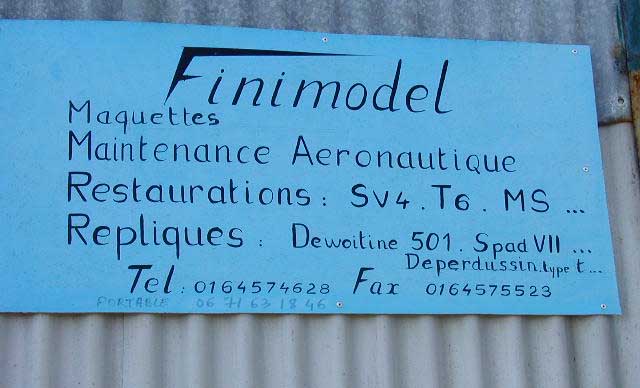 Finimodel
Maquettes
Maintenance Aeronautique
Restaurations : SV4 . T6 . MS ...
Repliques : Dewoitine 501 . Spad VII ...
Deperdussin.type t...
Tel : 0164574628 Fax 0164575523
PORTABLE 06 71 63 18 46